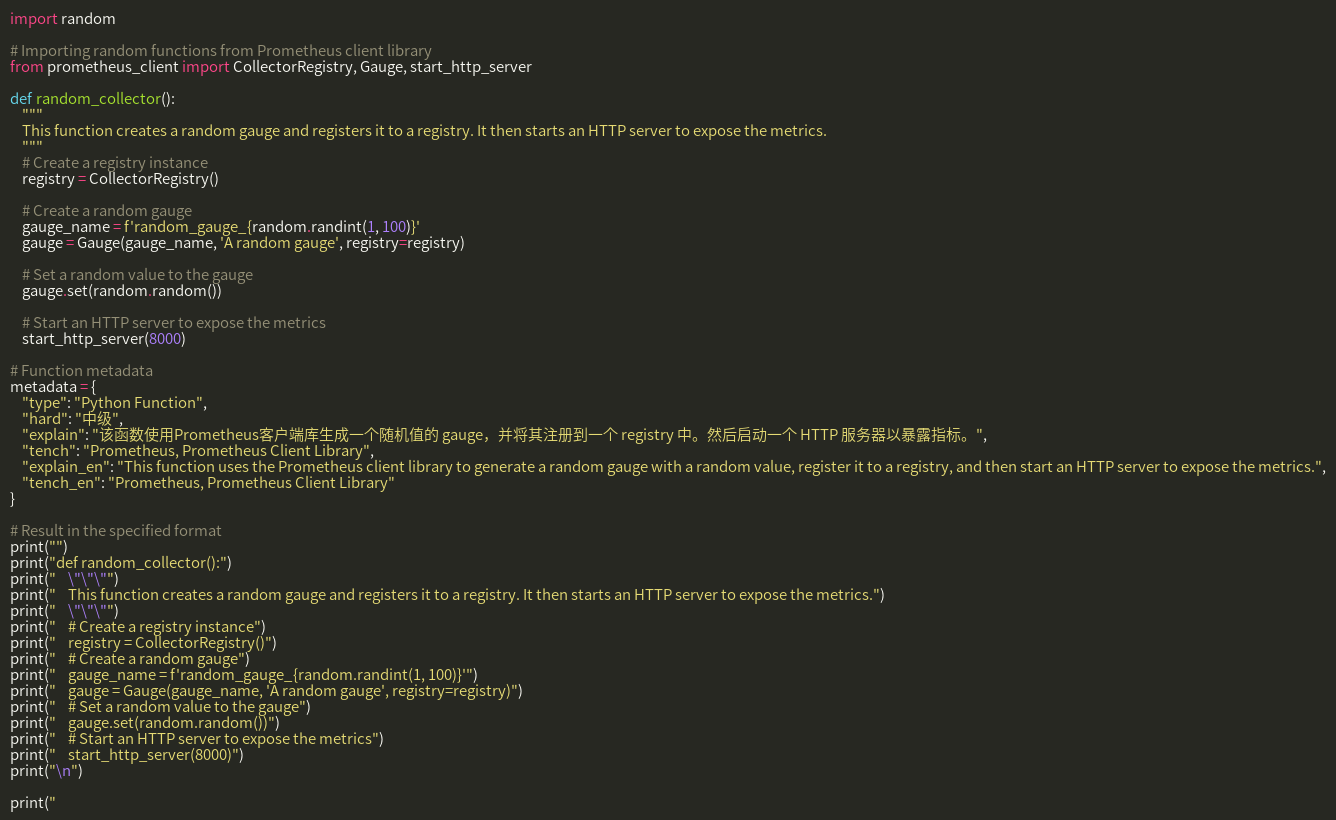 import random
# Importing random functions from Prometheus client library
from prometheus_client import CollectorRegistry, Gauge, start_http_server
def random_collector():
"""
This function creates a random gauge and registers it to a registry. It then starts an HTTP server to expose the metrics.
"""
# Create a registry instance
registry = CollectorRegistry()
# Create a random gauge
gauge_name = f'random_gauge_{random.randint(1, 100)}'
gauge = Gauge(gauge_name, 'A random gauge', registry=registry)
# Set a random value to the gauge
gauge.set(random.random())
# Start an HTTP server to expose the metrics
start_http_server(8000)
# Function metadata
metadata = {
"type": "Python Function",
"hard": "中级",
"explain": "该函数使用Prometheus客户端库生成一个随机值的 gauge，并将其注册到一个 registry 中。然后启动一个 HTTP 服务器以暴露指标。",
"tench": "Prometheus, Prometheus Client Library",
"explain_en": "This function uses the Prometheus client library to generate a random gauge with a random value, register it to a registry, and then start an HTTP server to expose the metrics.",
"tench_en": "Prometheus, Prometheus Client Library"
}
# Result in the specified format
print("")
print("def random_collector():")
print("    \"\"\"")
print("    This function creates a random gauge and registers it to a registry. It then starts an HTTP server to expose the metrics.")
print("    \"\"\"")
print("    # Create a registry instance")
print("    registry = CollectorRegistry()")
print("    # Create a random gauge")
print("    gauge_name = f'random_gauge_{random.randint(1, 100)}'")
print("    gauge = Gauge(gauge_name, 'A random gauge', registry=registry)")
print("    # Set a random value to the gauge")
print("    gauge.set(random.random())")
print("    # Start an HTTP server to expose the metrics")
print("    start_http_server(8000)")
print("\n")
print("